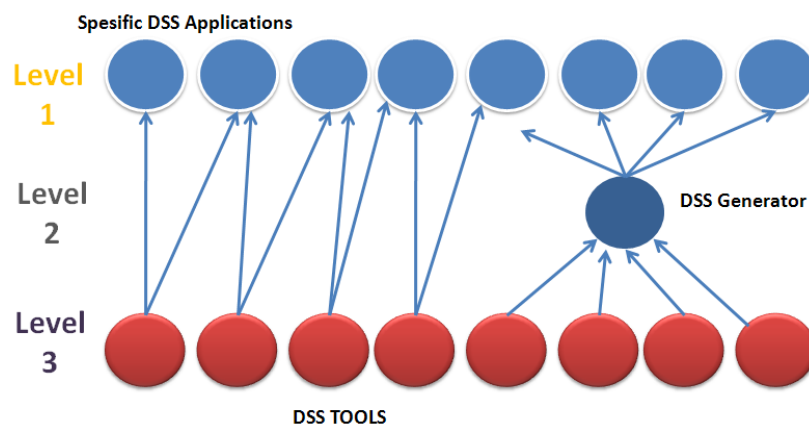 Spesific DSS Applications
Level
1
Level
2
DSS Generator
Level
3
DSS TOOLS